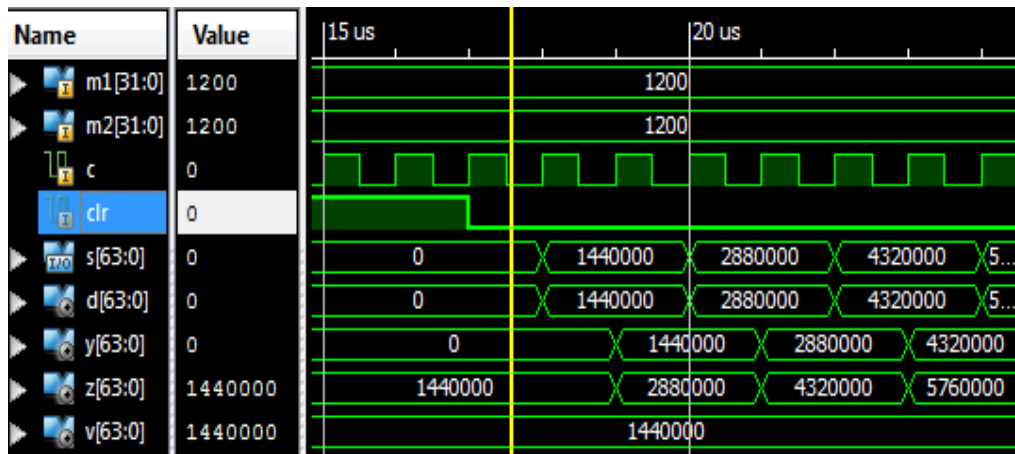 Name Value 15 us 20 us
m1[31:0] 1200 1200
m2[31:0] 1200 1200
c 0
clr 0
s[63:0] 0 0 1440000 2880000 4320000 5...
d[63:0] 0 0 1440000 2880000 4320000 5...
y[63:0] 0 0 1440000 2880000 4320000
z[63:0] 1440000 1440000 2880000 4320000 5760000
v[63:0] 1440000 1440000